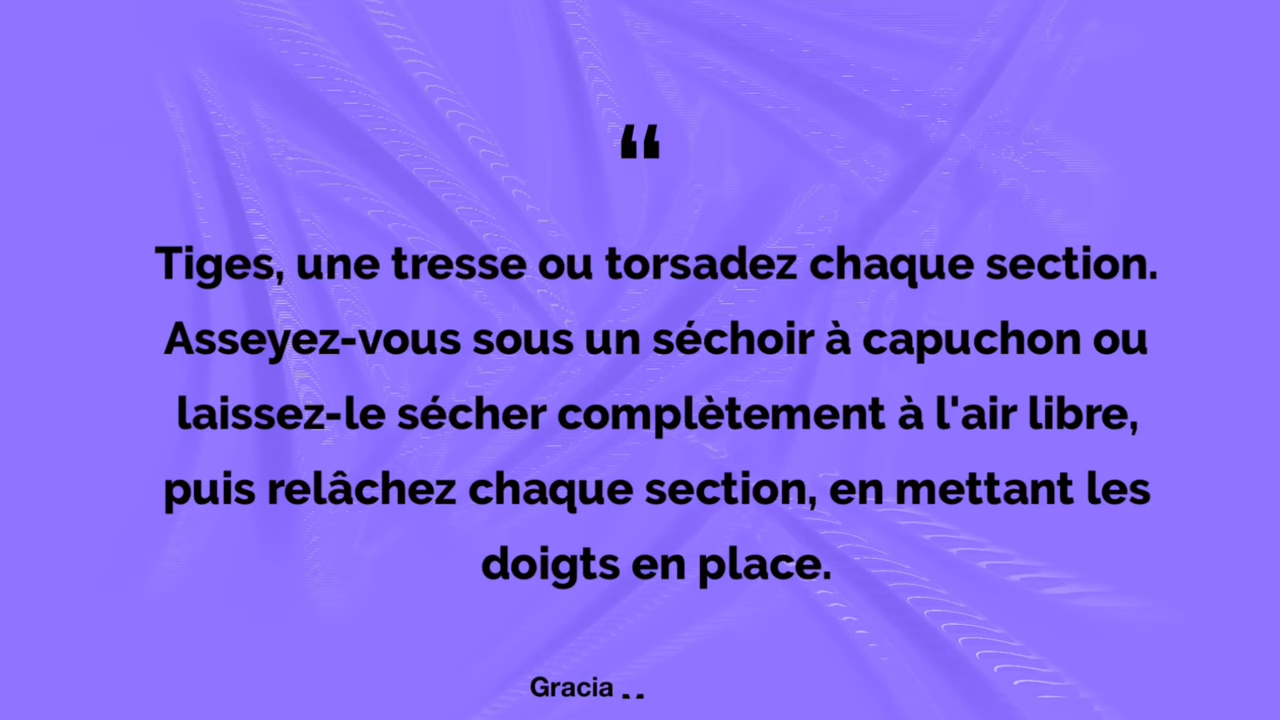 “
Tiges, une tresse ou torsadez chaque section.
Asseyez-vous sous un séchoir à capuchon ou
laissez-le sécher complètement à l'air libre,
puis relâchez chaque section, en mettant les
doigts en place.
Gracia